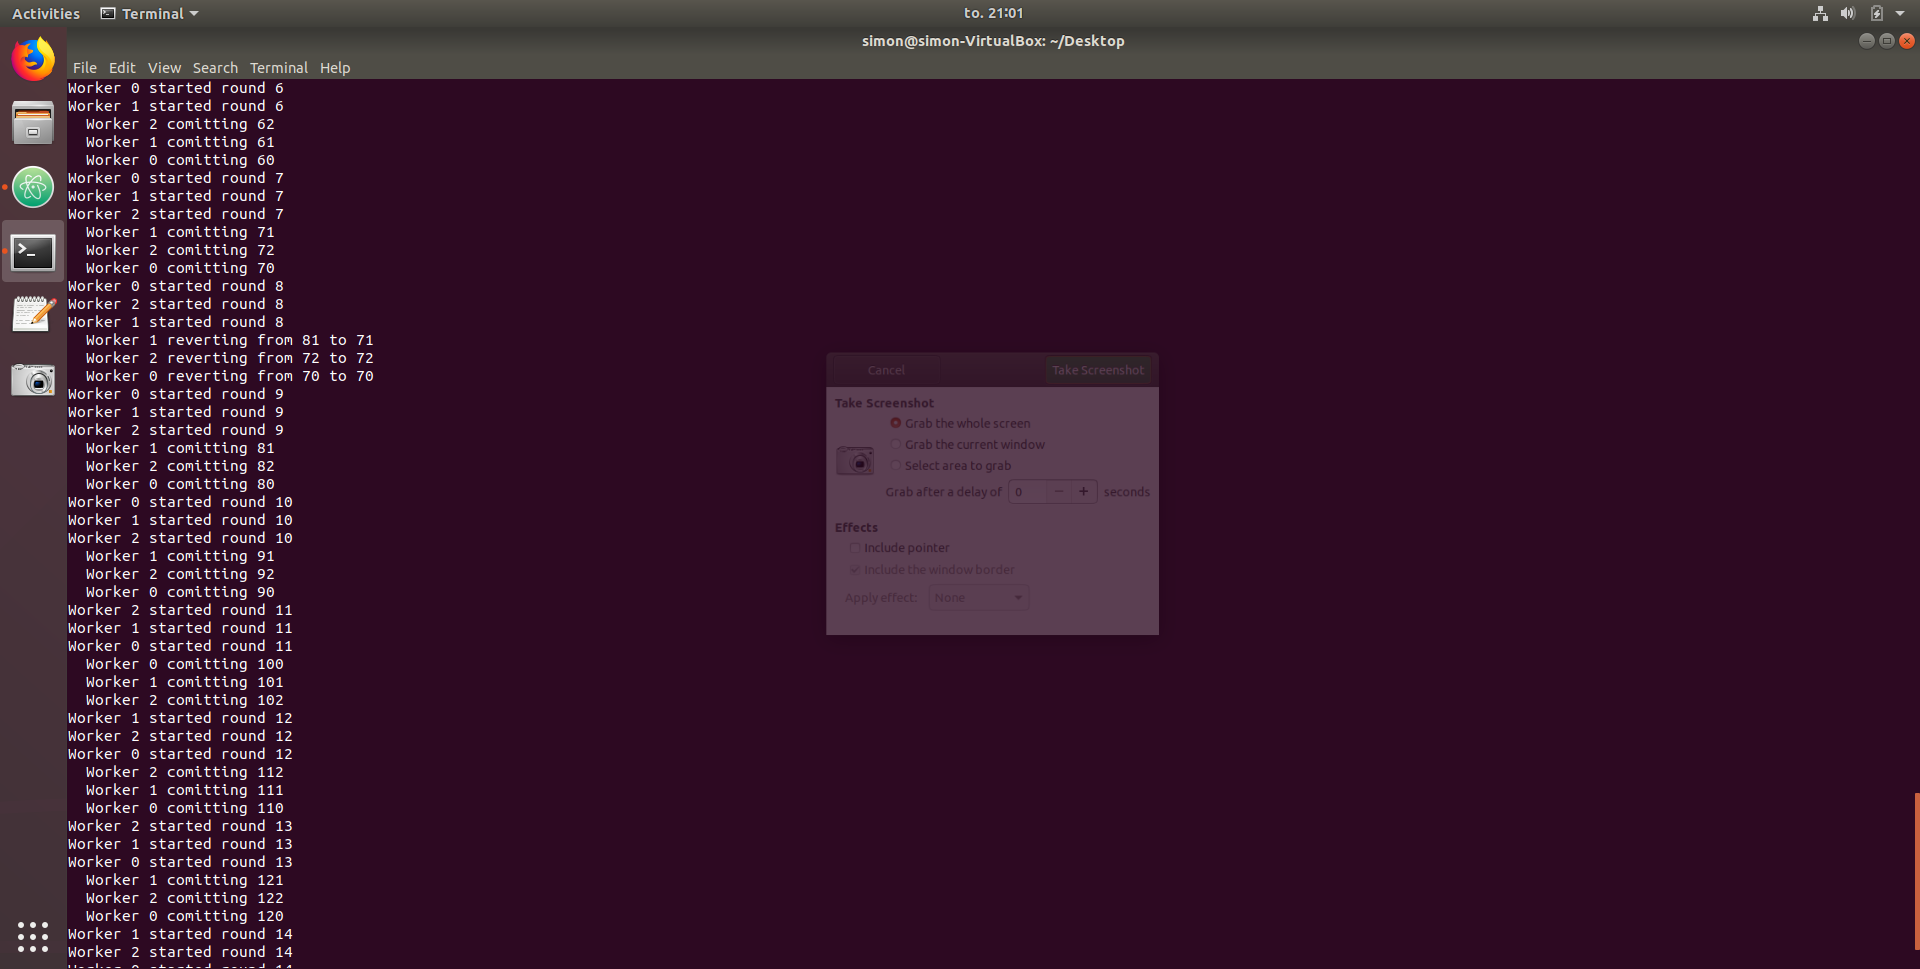 Activities Terminal to. 21:01
simon@simon-VirtualBox: ~/Desktop
File Edit View Search Terminal Help
Worker 0 started round 6
Worker 1 started round 6
Worker 2 comitting 62
Worker 1 comitting 61
Worker 0 comitting 60
Worker 0 started round 7
Worker 1 started round 7
Worker 2 started round 7
Worker 1 comitting 71
Worker 2 comitting 72
Worker 0 comitting 70
Worker 0 started round 8
Worker 2 started round 8
Worker 1 started round 8
Worker 1 reverting from 81 to 71
Worker 2 reverting from 72 to 72
Worker 0 reverting from 70 to 70
Worker 0 started round 9
Worker 1 started round 9
Worker 2 started round 9
Worker 1 comitting 81
Worker 2 comitting 82
Worker 0 comitting 80
Worker 0 started round 10
Worker 1 started round 10
Worker 2 started round 10
Worker 1 comitting 91
Worker 2 comitting 92
Worker 0 comitting 90
Worker 2 started round 11
Worker 1 started round 11
Worker 0 started round 11
Worker 0 comitting 100
Worker 1 comitting 101
Worker 2 comitting 102
Worker 1 started round 12
Worker 2 started round 12
Worker 0 started round 12
Worker 2 comitting 112
Worker 1 comitting 111
Worker 0 comitting 110
Worker 2 started round 13
Worker 1 started round 13
Worker 0 started round 13
Worker 1 comitting 121
Worker 2 comitting 122
Worker 0 comitting 120
Worker 1 started round 14
Worker 2 started round 14
Worker 0 started round 14
Cancel Take Screenshot
Take Screenshot
Grab the whole screen
Grab the current window
Select area to grab
Grab after a delay of 0 − + seconds
Effects
Include pointer
Include the window border
Apply effect: None